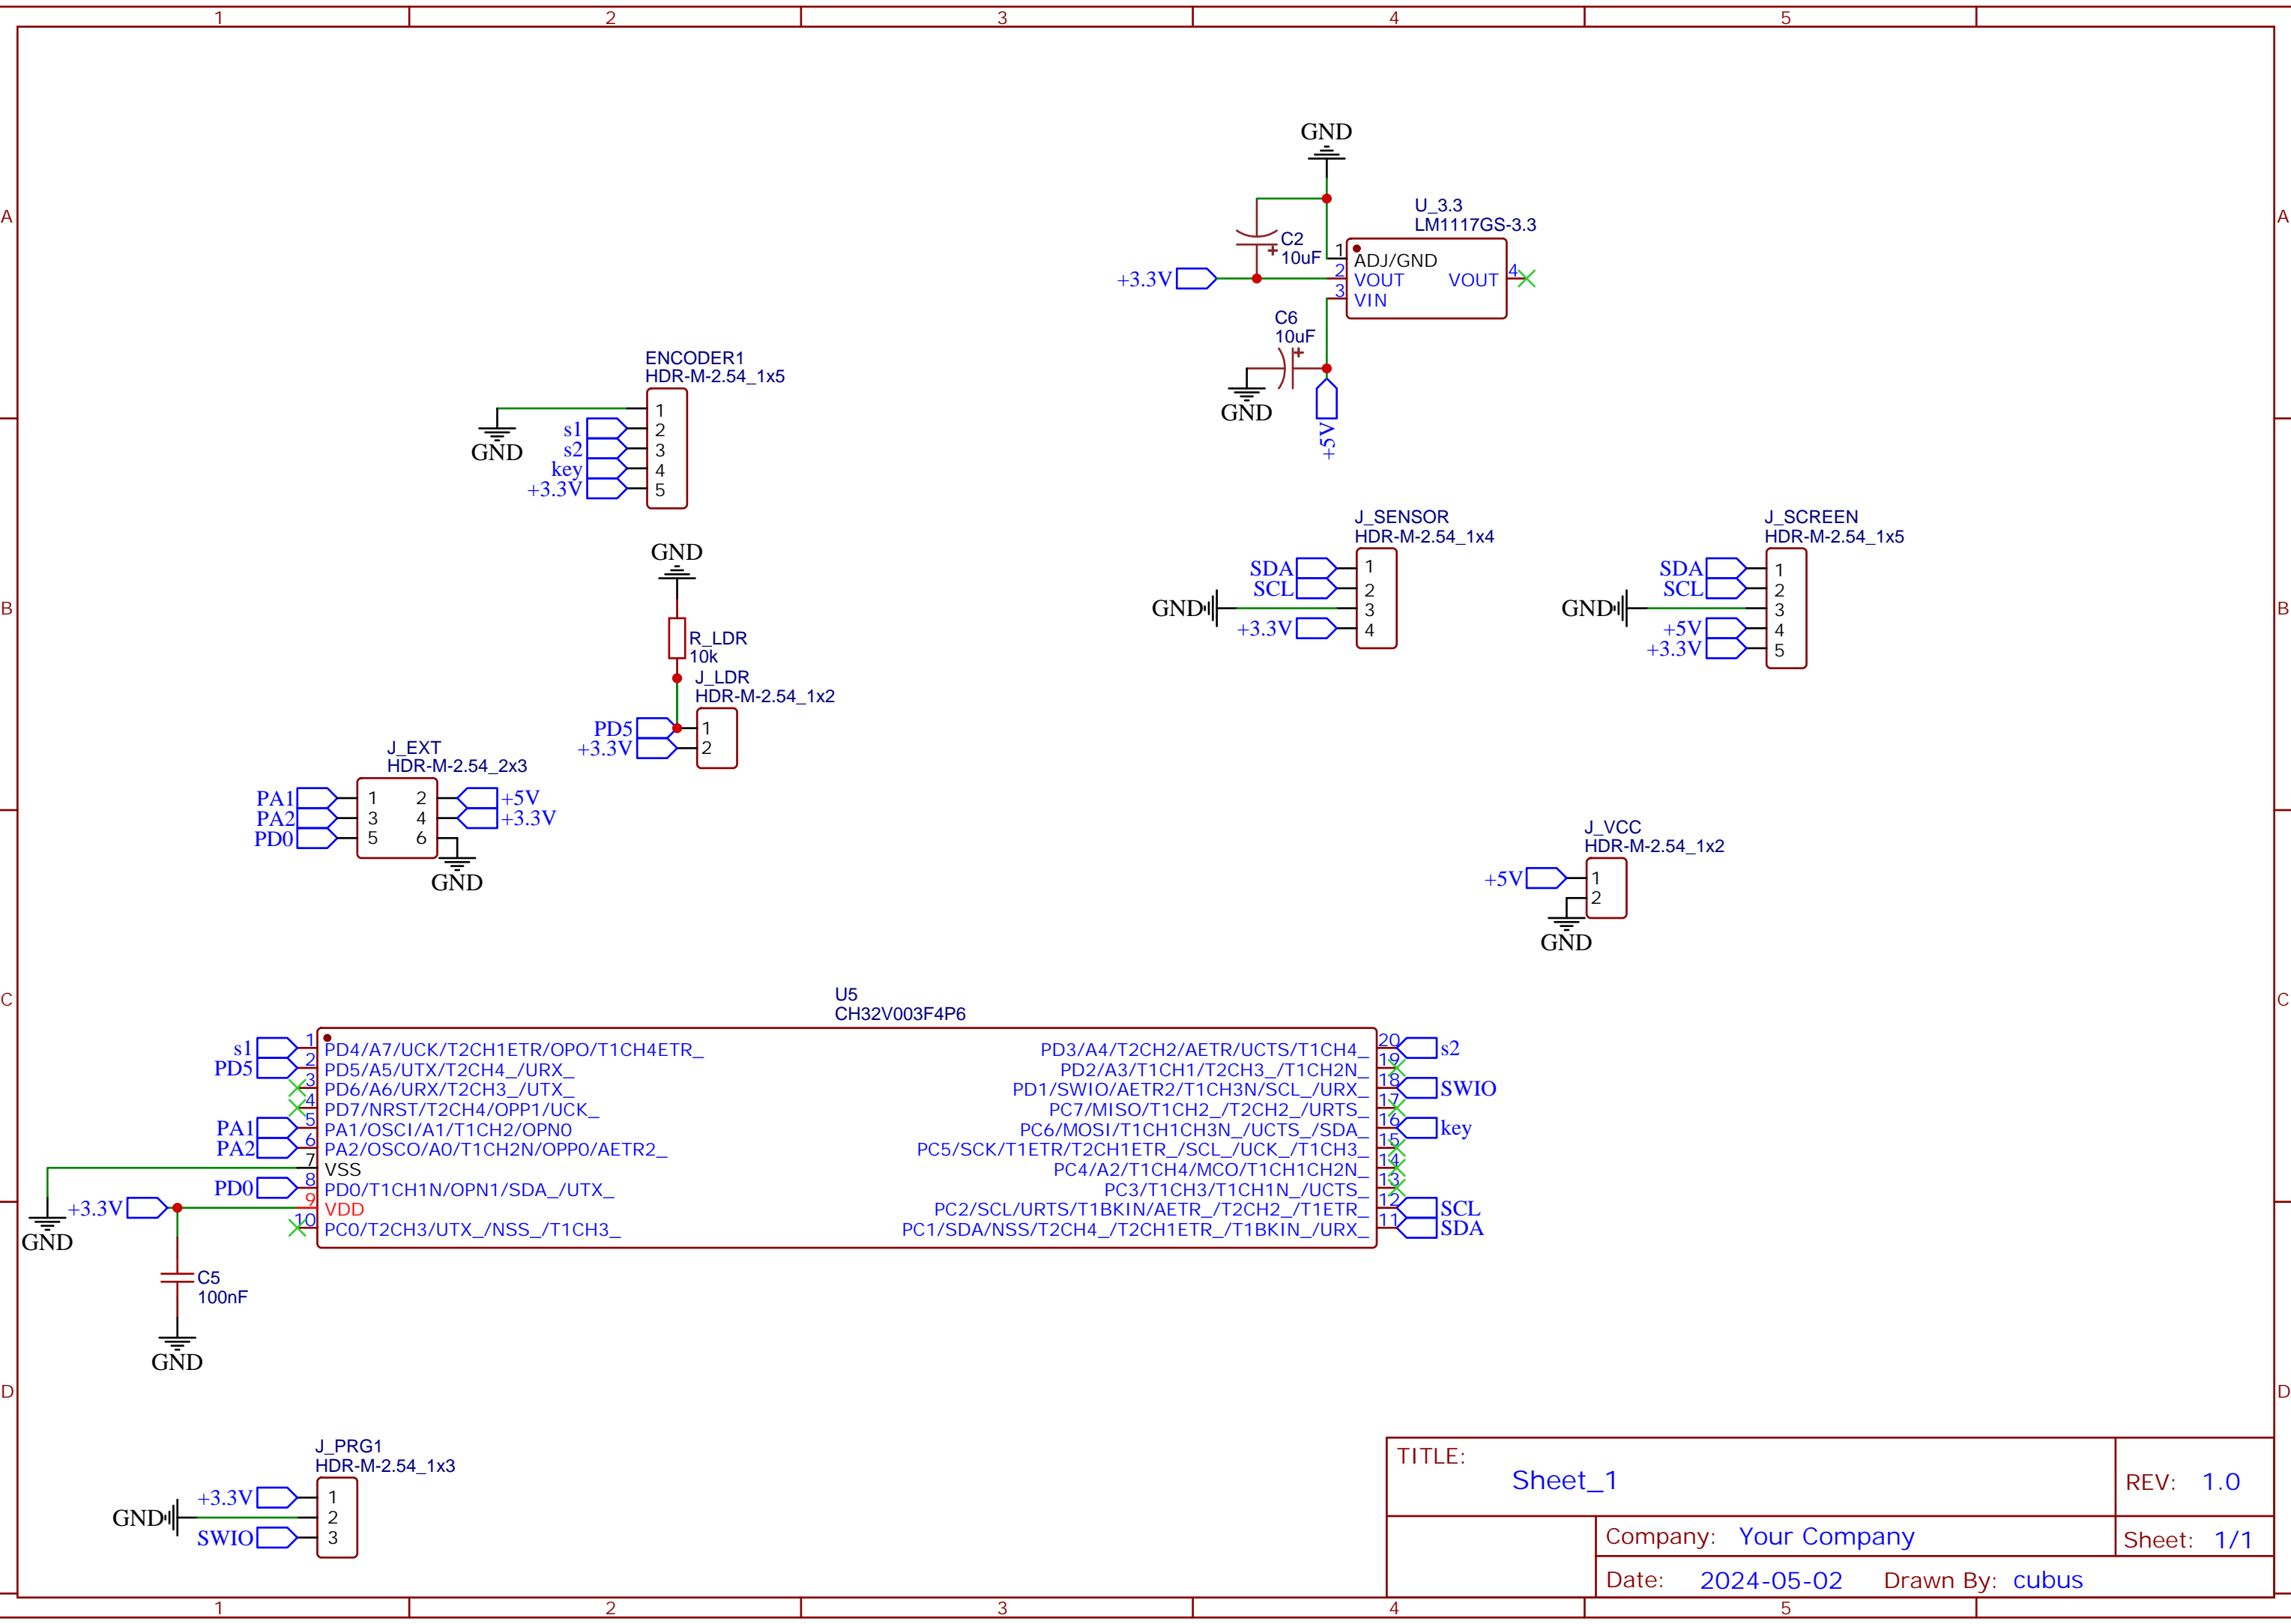 1 2 3 4 5
A A
B B
C C
D D
GND
U_3.3
LM1117GS-3.3
C2
10uF
+3.3V
1 ADJ/GND
2 VOUT VOUT 4
3 VIN
C6
10uF
GND
+5V
ENCODER1
HDR-M-2.54_1x5
GND
1
s1 2
s2 3
key 4
+3.3V 5
GND
R_LDR
10k
J_LDR
HDR-M-2.54_1x2
PD5 1
+3.3V 2
J_SENSOR
HDR-M-2.54_1x4
SDA 1
SCL 2
GND 3
+3.3V 4
J_SCREEN
HDR-M-2.54_1x5
SDA 1
SCL 2
GND 3
+5V 4
+3.3V 5
J_EXT
HDR-M-2.54_2x3
PA1 1 2 +5V
PA2 3 4 +3.3V
PD0 5 6
GND
J_VCC
HDR-M-2.54_1x2
+5V 1
2
GND
U5
CH32V003F4P6
s1 1 PD4/A7/UCK/T2CH1ETR/OPO/T1CH4ETR_
PD5 2 PD5/A5/UTX/T2CH4_/URX_
3 PD6/A6/URX/T2CH3_/UTX_
4 PD7/NRST/T2CH4/OPP1/UCK_
PA1 5 PA1/OSCI/A1/T1CH2/OPN0
PA2 6 PA2/OSCO/A0/T1CH2N/OPP0/AETR2_
7 VSS
PD0 8 PD0/T1CH1N/OPN1/SDA_/UTX_
+3.3V 9 VDD
10 PC0/T2CH3/UTX_/NSS_/T1CH3_
PD3/A4/T2CH2/AETR/UCTS/T1CH4_ 20 s2
PD2/A3/T1CH1/T2CH3_/T1CH2N_ 19
PD1/SWIO/AETR2/T1CH3N/SCL_/URX_ 18 SWIO
PC7/MISO/T1CH2_/T2CH2_/URTS_ 17
PC6/MOSI/T1CH1CH3N_/UCTS_/SDA_ 16 key
PC5/SCK/T1ETR/T2CH1ETR_/SCL_/UCK_/T1CH3_ 15
PC4/A2/T1CH4/MCO/T1CH1CH2N_ 14
PC3/T1CH3/T1CH1N_/UCTS_ 13
PC2/SCL/URTS/T1BKIN/AETR_/T2CH2_/T1ETR_ 12 SCL
PC1/SDA/NSS/T2CH4_/T2CH1ETR_/T1BKIN_/URX_ 11 SDA
GND
C5
100nF
GND
J_PRG1
HDR-M-2.54_1x3
+3.3V 1
GND 2
SWIO 3
TITLE:
Sheet_1
REV: 1.0
Company: Your Company
Sheet: 1/1
Date: 2024-05-02 Drawn By: cubus
1 2 3 4 5